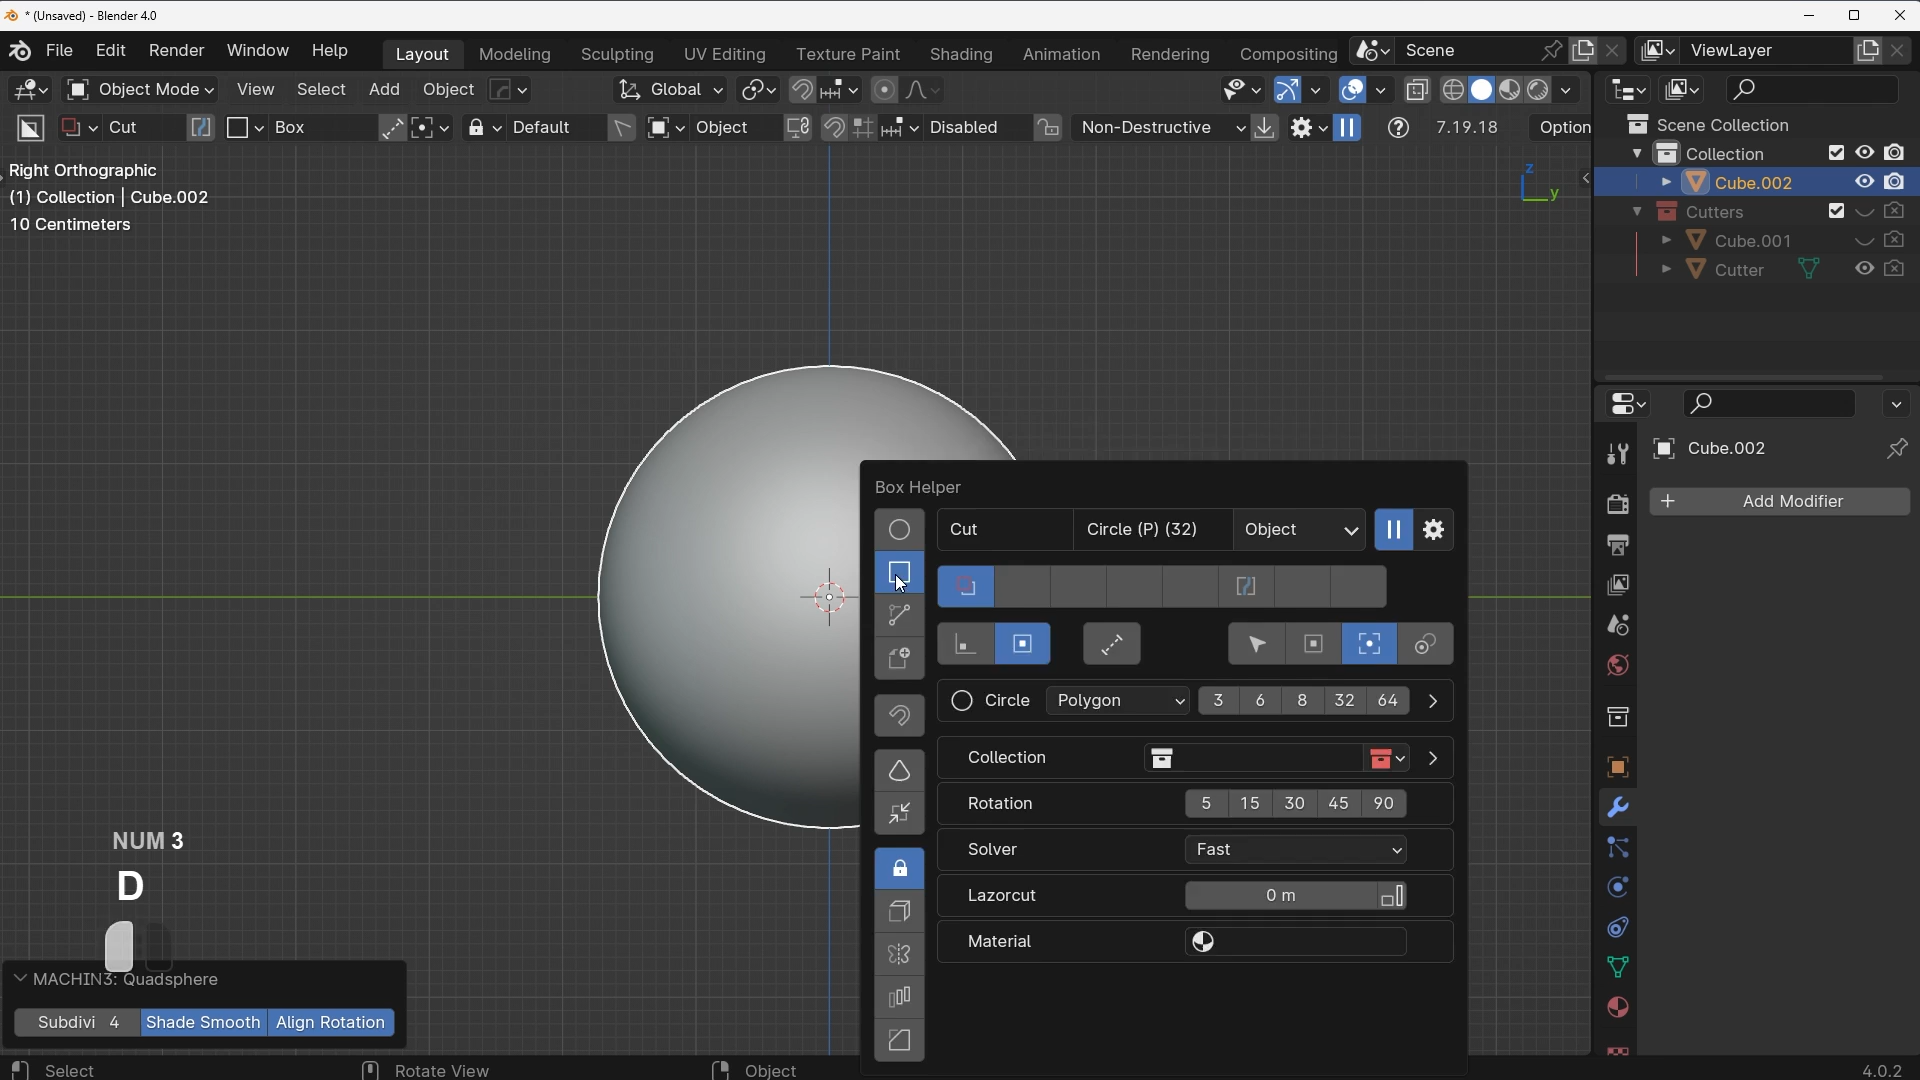 * (Unsaved) - Blender 4.0
File Edit Render Window Help Layout Modeling Sculpting UV Editing Texture Paint Shading Animation Rendering Compositing Scene ViewLayer
Object Mode View Select Add Object Global
Cut Box Default Object Disabled Non-Destructive 7.19.18 Option
Right Orthographic
(1) Collection | Cube.002
10 Centimeters
z
y
Scene Collection
Collection
Cube.002
Cutters
Cube.001
Cutter
Cube.002
+ Add Modifier
Box Helper
Cut Circle (P) (32) Object
Circle Polygon 3 6 8 32 64
Collection
Rotation 5 15 30 45 90
Solver Fast
Lazorcut 0 m
Material
NUM 3
D
MACHIN3: Quadsphere
Subdivi 4 Shade Smooth Align Rotation
Select Rotate View Object 4.0.2